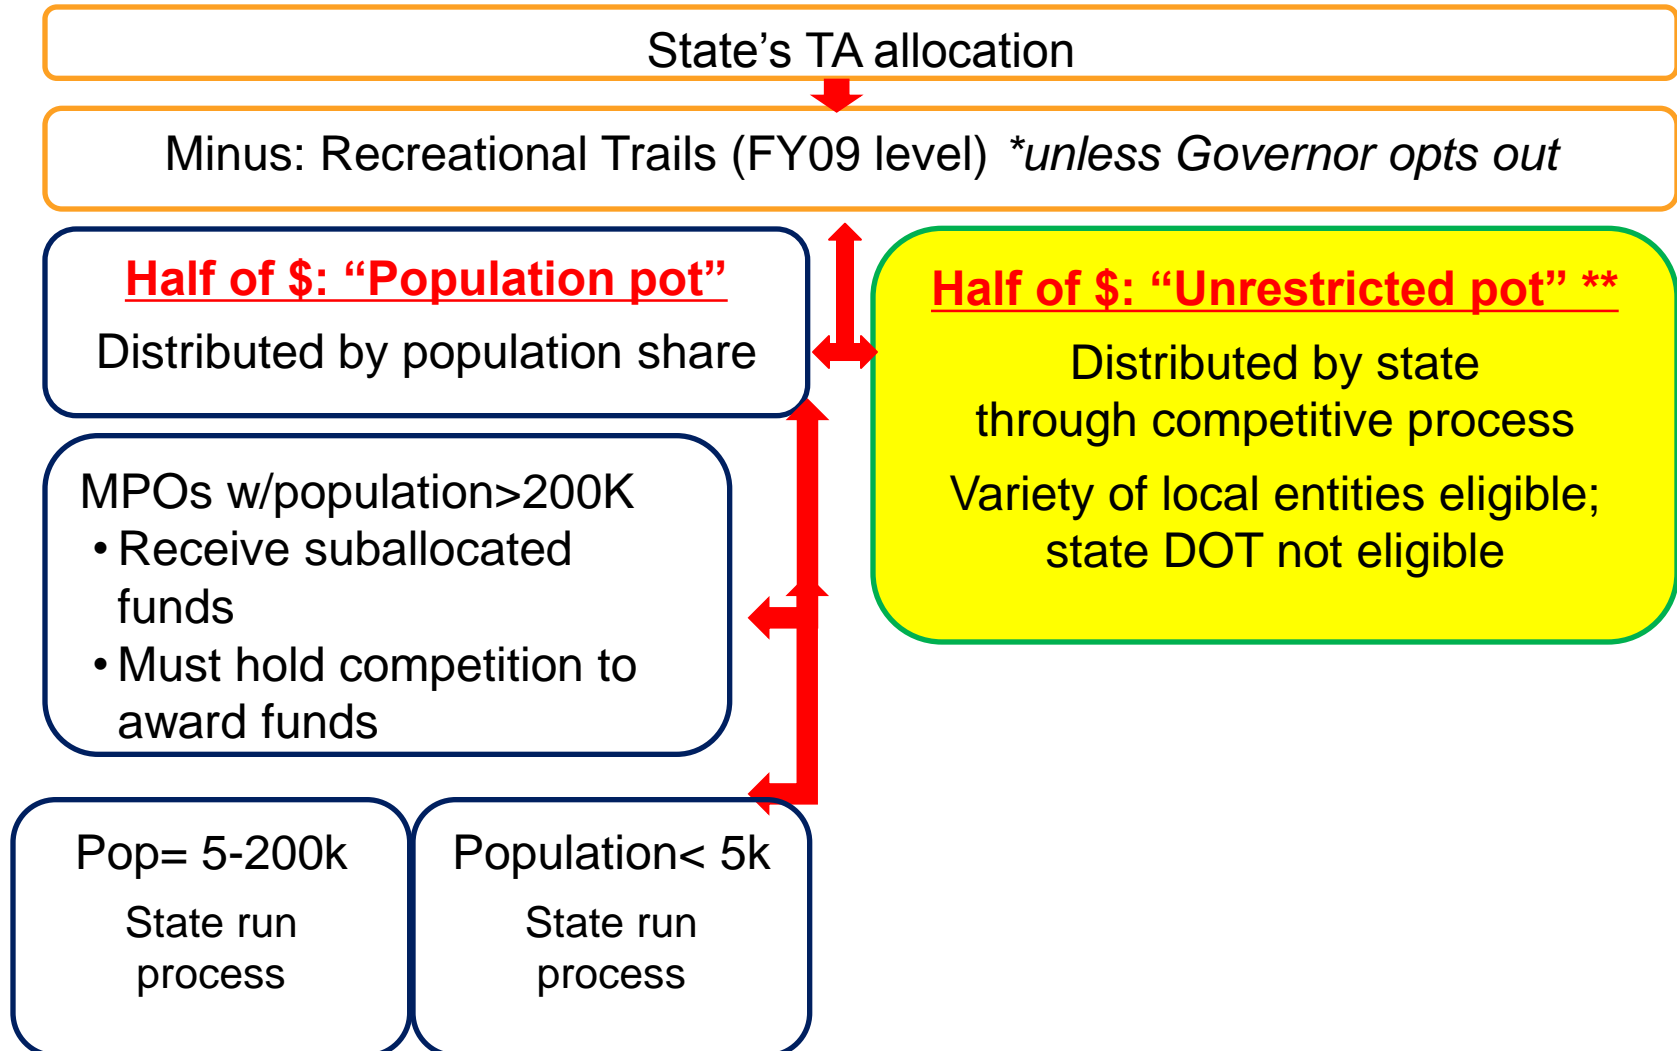 State’s TA allocation
Minus: Recreational Trails (FY09 level) *unless Governor opts out
Half of $: “Population pot”
Distributed by population share
Half of $: “Unrestricted pot” **
Distributed by state
through competitive process
Variety of local entities eligible;
state DOT not eligible
MPOs w/population>200K
• Receive suballocated
funds
• Must hold competition to
award funds
Pop= 5-200k
State run
process
Population< 5k
State run
process